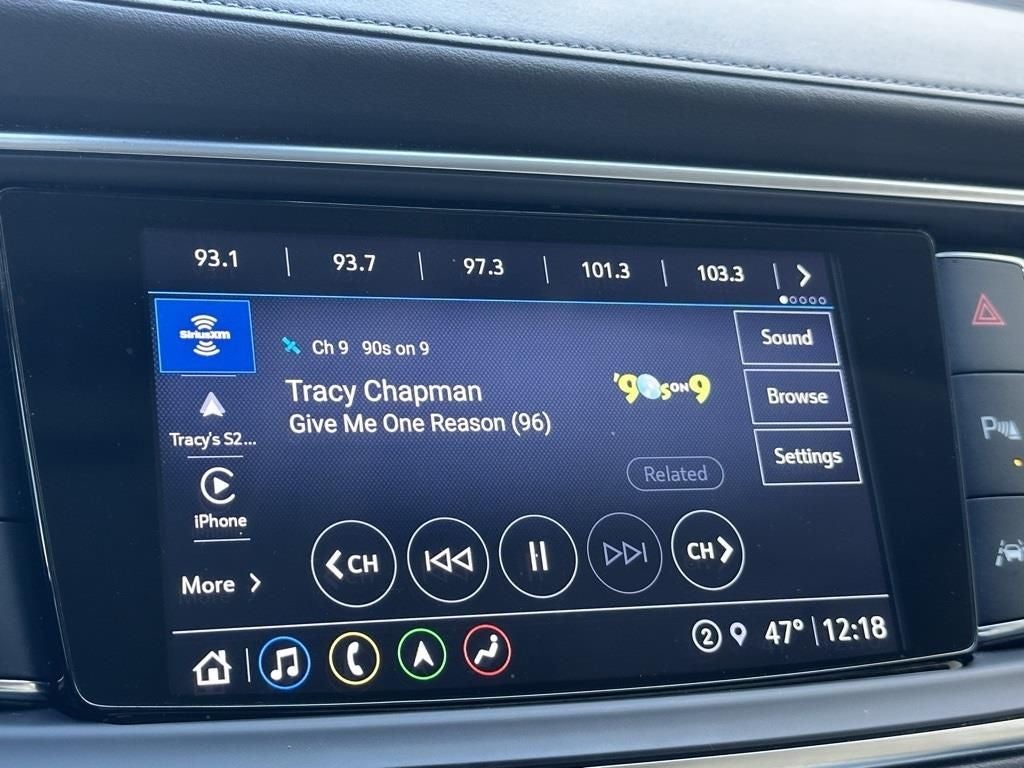 93.1 93.7 97.3 101.3 103.3
SiriusXM
Ch 9 90s on 9
Tracy Chapman
'90s ON 9
Give Me One Reason (96)
Related
Sound
Browse
Settings
Tracy's S2...
iPhone
More
CH
CH
2 47° 12:18
P